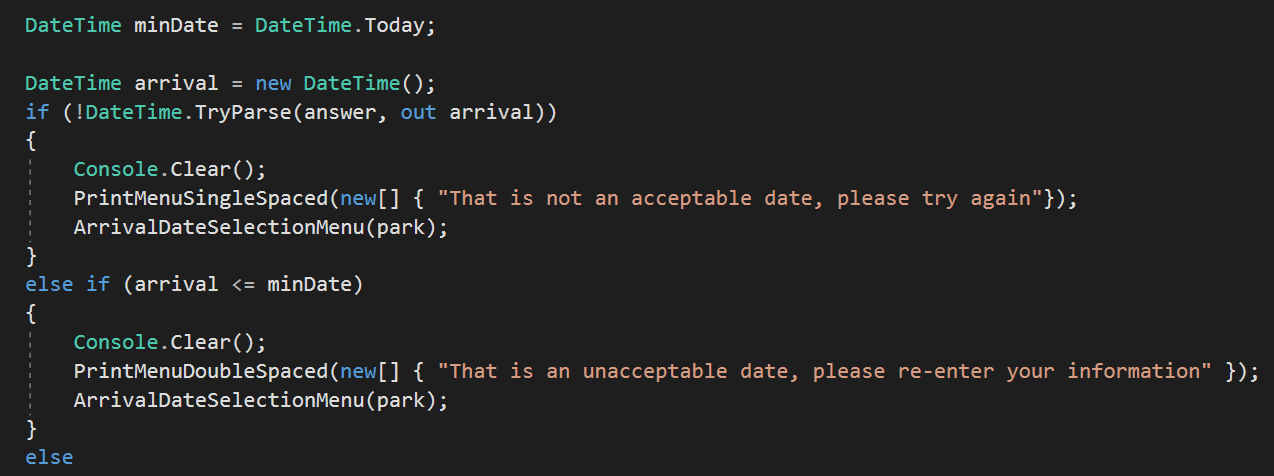 DateTime minDate = DateTime.Today;
DateTime arrival = new DateTime();
if (!DateTime.TryParse(answer, out arrival))
{
Console.Clear();
PrintMenuSingleSpaced(new[] { "That is not an acceptable date, please try again"});
ArrivalDateSelectionMenu(park);
}
else if (arrival <= minDate)
{
Console.Clear();
PrintMenuDoubleSpaced(new[] { "That is an unacceptable date, please re-enter your information" });
ArrivalDateSelectionMenu(park);
}
else